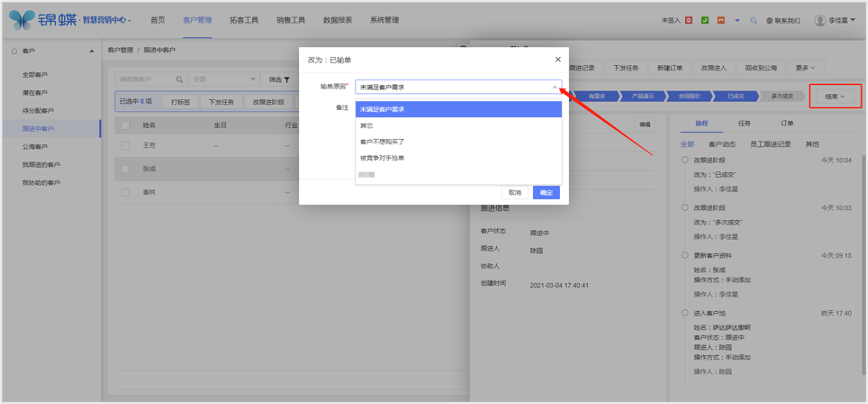 锦蝶·智慧营销中心· 首页 客户管理 拓客工具 销售工具 数据报表 系统管理 未签入 联系我们 李佳星
客户
全部客户
潜在客户
待分配客户
跟进中客户
公海客户
我跟进的客户
我协助的客户
客户管理 / 跟进中客户
请搜索客户 全部 筛选
已选中 0 项 打标签 下发任务 改跟进阶段
姓名 生日 行业
王芳 -- --
张成 --
秦林 --
改为：已输单
输单原因* 未满足客户需求
备注
未满足客户需求
其它
客户不想购买了
被竞争对手抢单
取消 确定
跟进记录 下发任务 新建订单 改跟进人 回收到公海 更多
有需求 产品演示 合同报价 已成交 多次成交 结束
编辑
跟进信息
客户状态 跟进中
跟进人 陈园
协助人
创建时间 2021-03-04 17:40:41
旅程 任务 订单
全部 客户动态 员工跟进记录 其他
改跟进阶段 今天 10:04
改为：“已成交”
操作人：李佳星
改跟进阶段 今天 10:03
改为：“多次成交”
操作人：李佳星
更新客户资料 今天 09:15
姓名：张成
操作方式：手动添加
操作人：李佳星
进入客户池 昨天 17:40
姓名：萨达萨达撒啊
客户状态：跟进中
跟进人：陈园
操作方式：手动添加
操作人：陈园